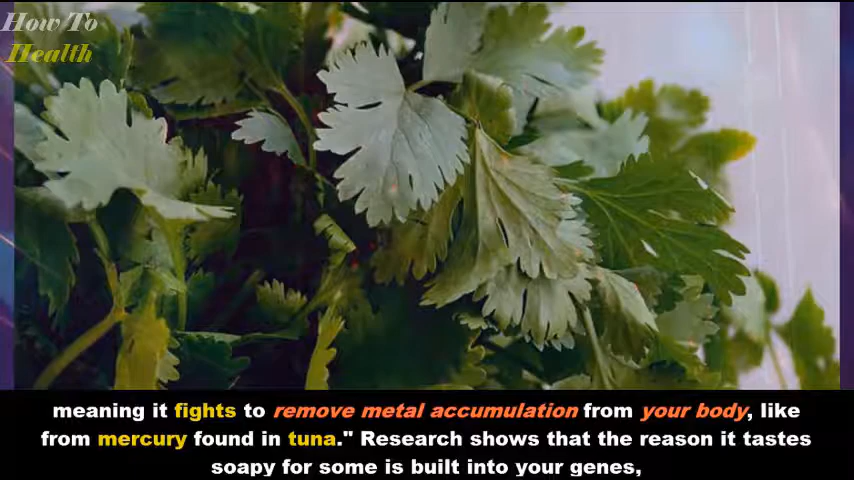 How To
Health
meaning it fights to remove metal accumulation from your body, like
from mercury found in tuna." Research shows that the reason it tastes
soapy for some is built into your genes,